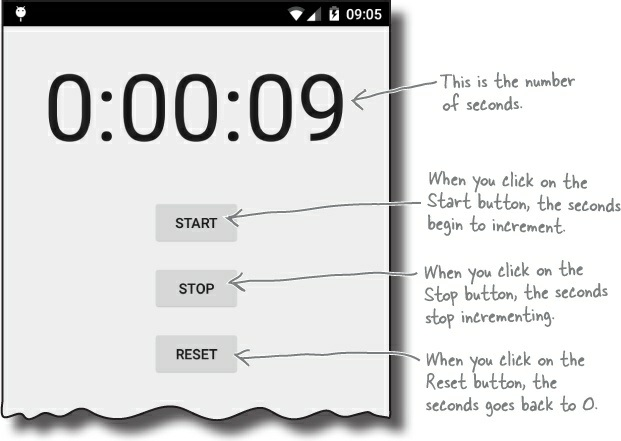 09:05
0:00:09
This is the number
of seconds.
When you click on the
Start button, the seconds
begin to increment.
START
When you click on the
Stop button, the seconds
stop incrementing.
STOP
When you click on the
Reset button, the
seconds goes back to 0.
RESET